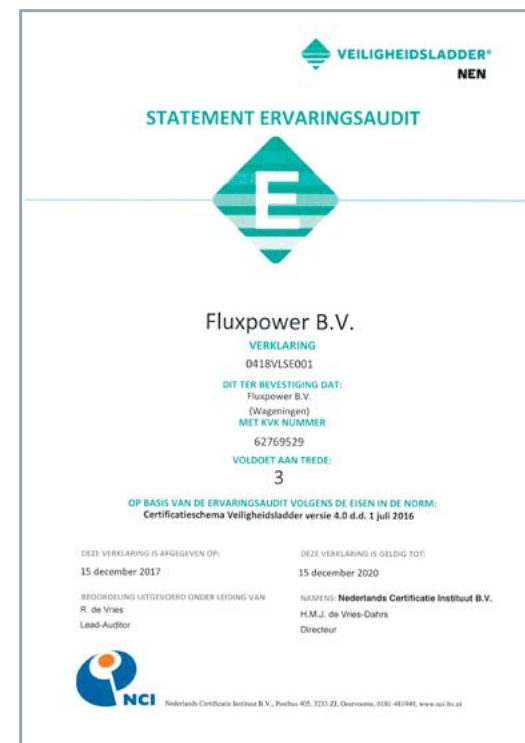 VEILIGHEIDSLADDER®
NEN
STATEMENT ERVARINGSAUDIT
E
Fluxpower B.V.
VERKLARING
0418VLSE001
DIT TER BEVESTIGING DAT:
Fluxpower B.V.
(Wageningen)
MET KVK NUMMER
62769529
VOLDOET AAN TREDE:
3
OP BASIS VAN DE ERVARINGSAUDIT VOLGENS DE EISEN IN DE NORM:
Certificatieschema Veiligheidsladder versie 4.0 d.d. 1 juli 2016
DEZE VERKLARING IS AFGEGEVEN OP:
15 december 2017
BEOORDELING UITGEVOERD ONDER LEIDING VAN
R. de Vries
Lead-Auditor
DEZE VERKLARING IS GELDIG TOT:
15 december 2020
NAMENS: Nederlands Certificatie Instituut B.V.
H.M.J. de Vries-Dahrs
Directeur
NCI
Nederlands Certificatie Instituut B.V., Postbus 405, 3233 ZJ, Oostvoorne, 0181-481949, www.nci-bv.nl